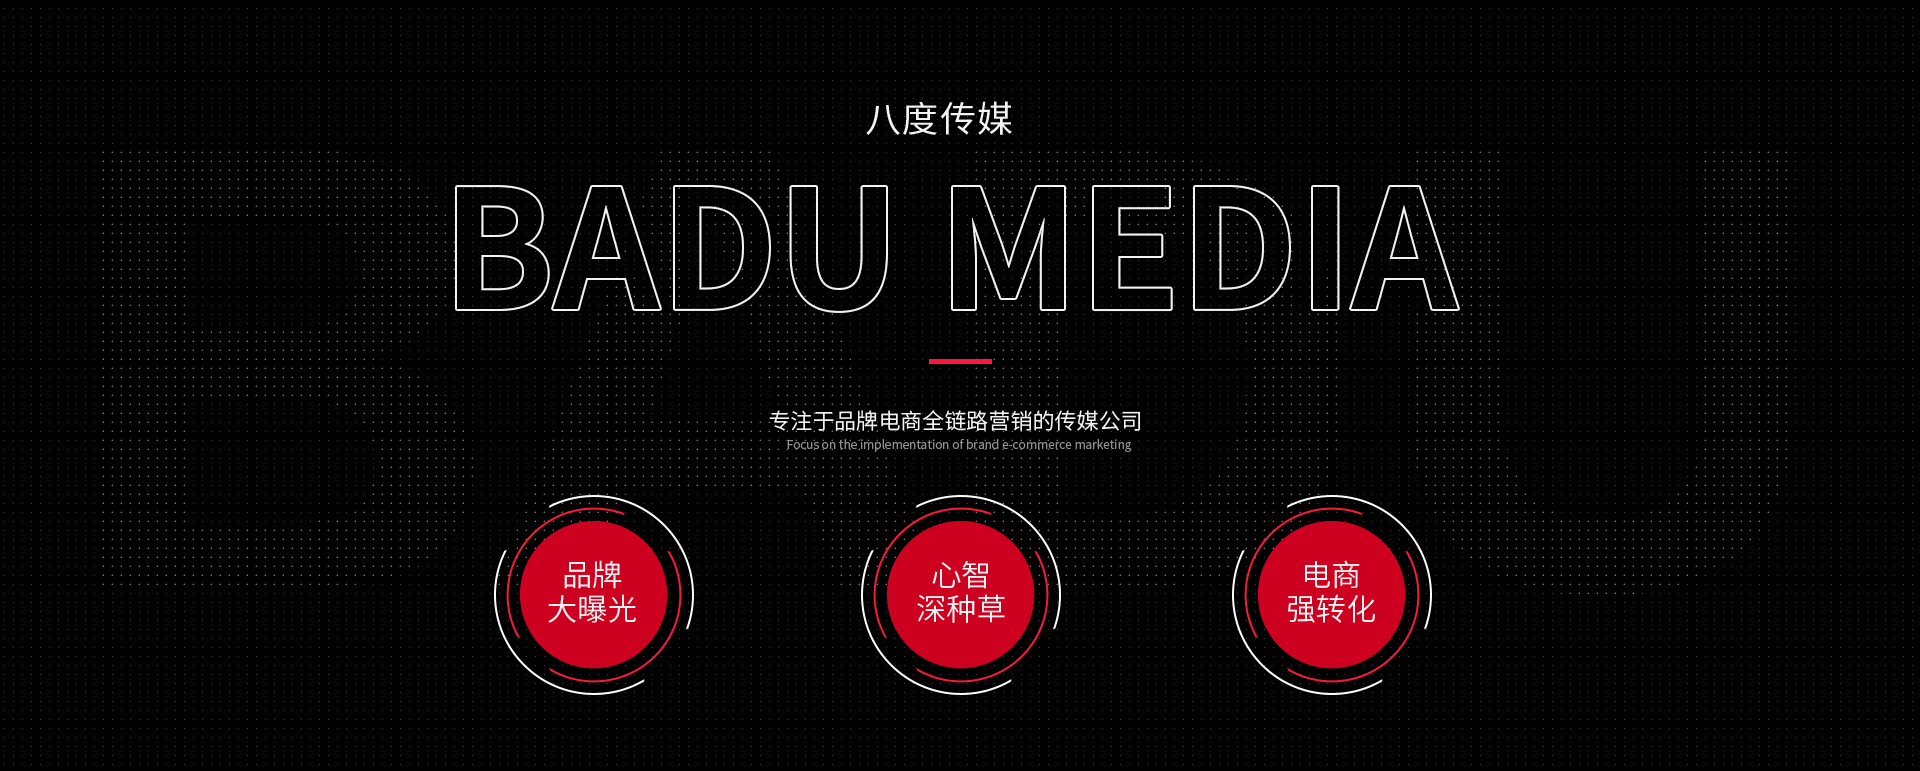 八度传媒
BADU MEDIA
专注于品牌电商全链路营销的传媒公司
Focus on the implementation of brand e-commerce marketing
品牌
大曝光
心智
深种草
电商
强转化